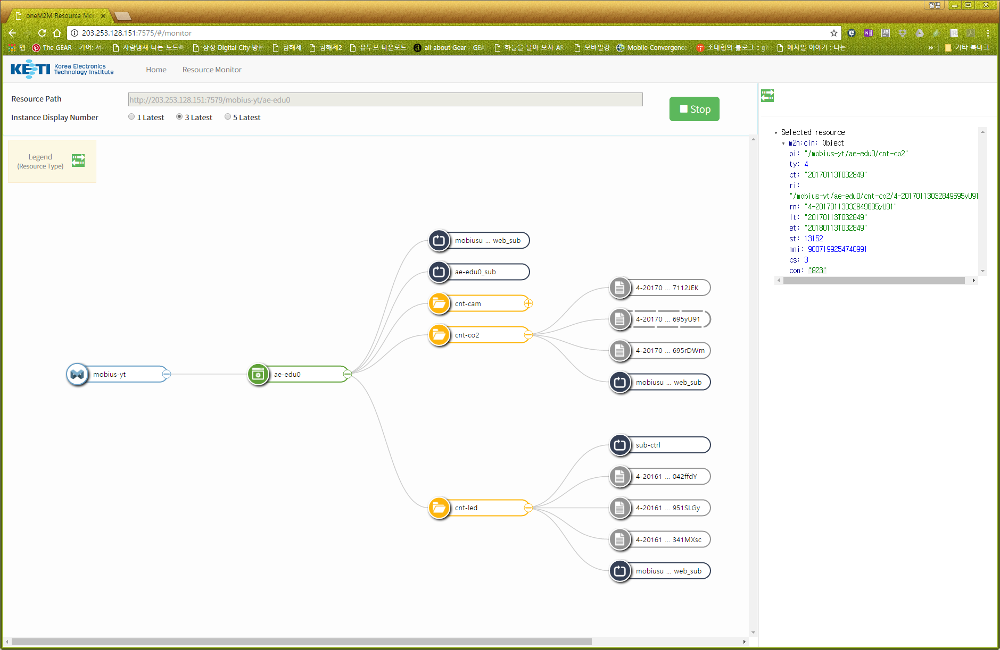 일업
oneM2M Resource Mo
203.253.128.151:7575/#/monitor
앱 The GEAR - 기어: 서 사람냄새 나는 노트 삼성 Digital City 방 펌해제 펌해제2 유투브 다운로드 all about Gear - GEA 하늘을 날아 보자 AR 모바일킹 Mobile Convergence 조대협의 블로그 :: gi 애자일 이야기 : 나는 » 기타 북마크
KETI Korea Electronics Technology Institute
Home Resource Monitor
Resource Path http://203.253.128.151:7579/mobius-yt/ae-edu0
Instance Display Number 1 Latest 3 Latest 5 Latest
Stop
Legend
(Resource Type)
mobius-yt
ae-edu0
mobiusu ... web_sub
ae-edu0_sub
cnt-cam
cnt-co2
cnt-led
4-20170 ... 7112JEK
4-20170 ... 695yU91
4-20170 ... 695rDWm
mobiusu ... web_sub
sub-ctrl
4-20161 ... 042ffdY
4-20161 ... 951SLGy
4-20161 ... 341MXsc
mobiusu ... web_sub
Selected resource
m2m:cin: Object
pi: "/mobius-yt/ae-edu0/cnt-co2"
ty: 4
ct: "20170113T032849"
ri:
"/mobius-yt/ae-edu0/cnt-co2/4-20170113032849695yU91
rn: "4-20170113032849695yU91"
lt: "20170113T032849"
et: "20180113T032849"
st: 13152
mni: 9007199254740991
cs: 3
con: "823"